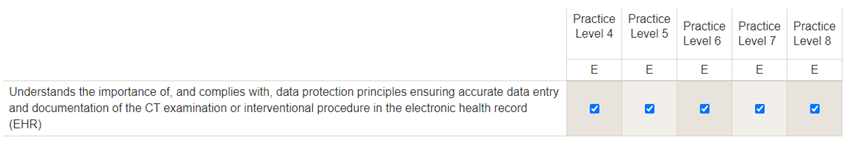 Practice Level 4 Practice Level 5 Practice Level 6 Practice Level 7 Practice Level 8
E E E E E
Understands the importance of, and complies with, data protection principles ensuring accurate data entry
and documentation of the CT examination or interventional procedure in the electronic health record
(EHR)